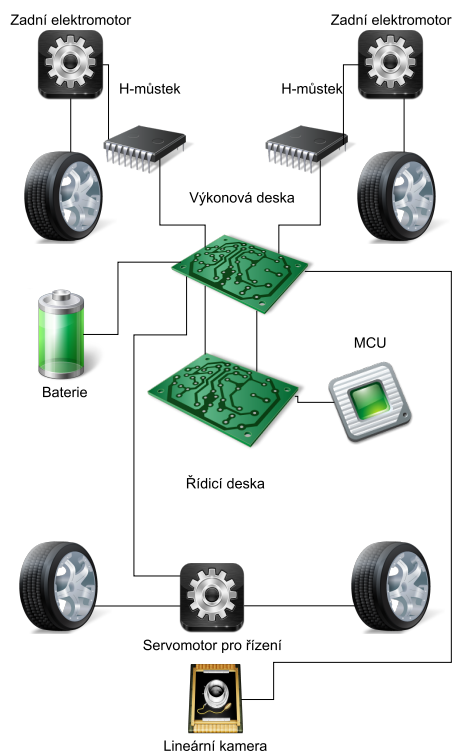 Zadní elektromotor
Zadní elektromotor
H-můstek
H-můstek
Výkonová deska
MCU
Baterie
Řídicí deska
Servomotor pro řízení
Lineární kamera